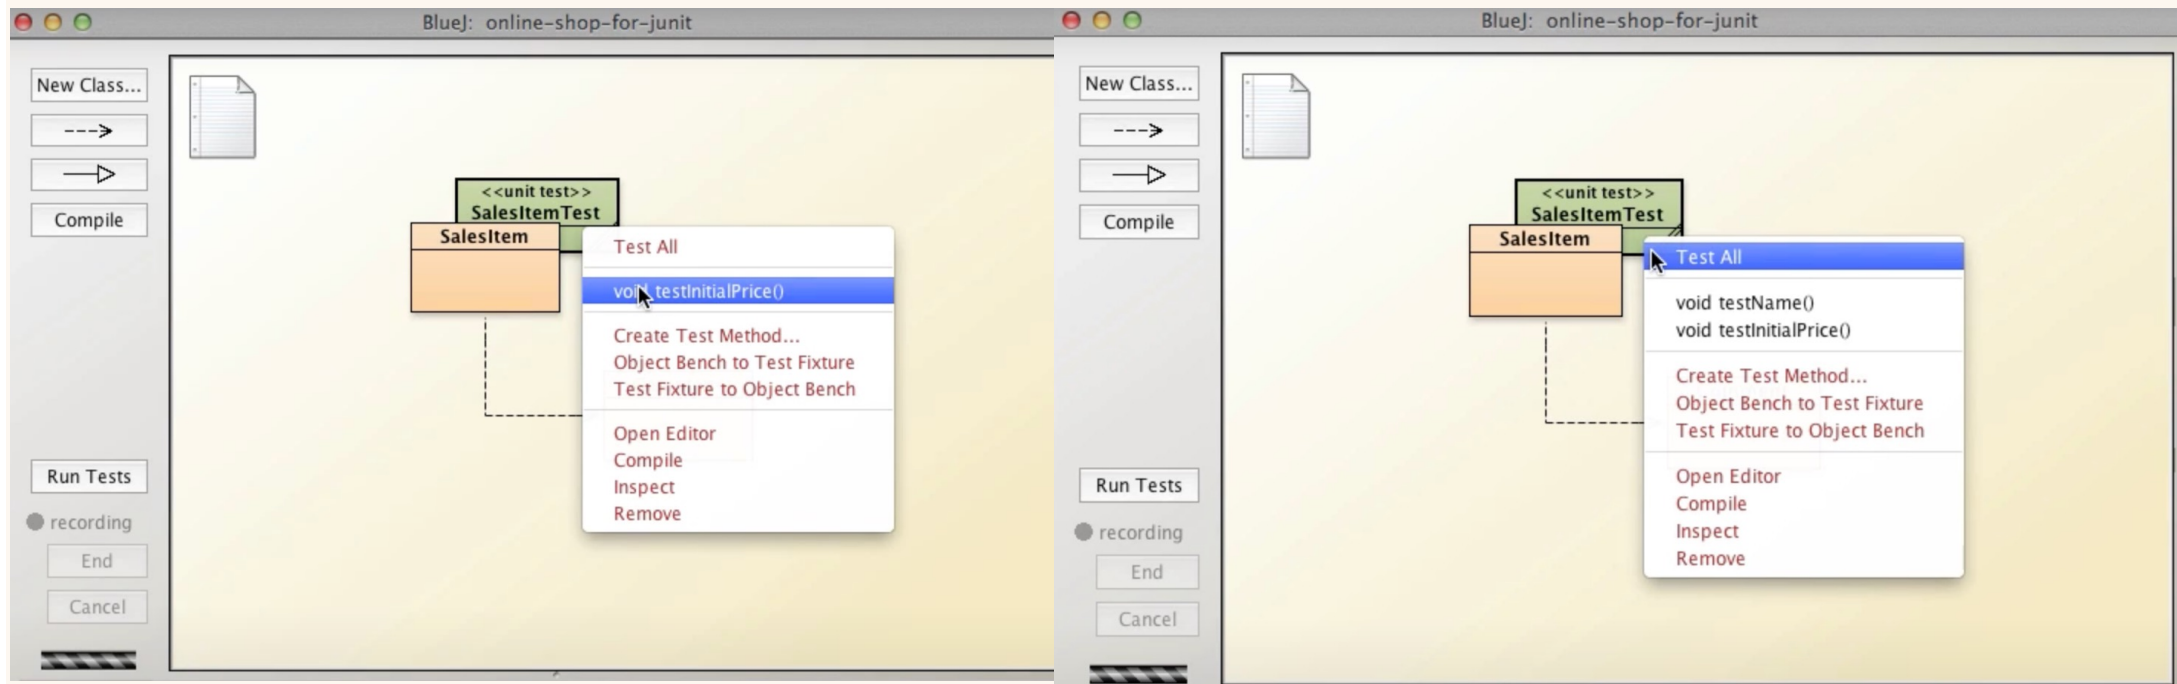 BlueJ: online-shop-for-junit
New Class...
Compile
<<unit test>>
SalesItemTest
SalesItem
Test All
void testInitialPrice()
Create Test Method...
Object Bench to Test Fixture
Test Fixture to Object Bench
Open Editor
Compile
Inspect
Remove
Run Tests
recording
End
Cancel
BlueJ: online-shop-for-junit
New Class...
Compile
<<unit test>>
SalesItemTest
SalesItem
Test All
void testName()
void testInitialPrice()
Create Test Method...
Object Bench to Test Fixture
Test Fixture to Object Bench
Open Editor
Compile
Inspect
Remove
Run Tests
recording
End
Cancel